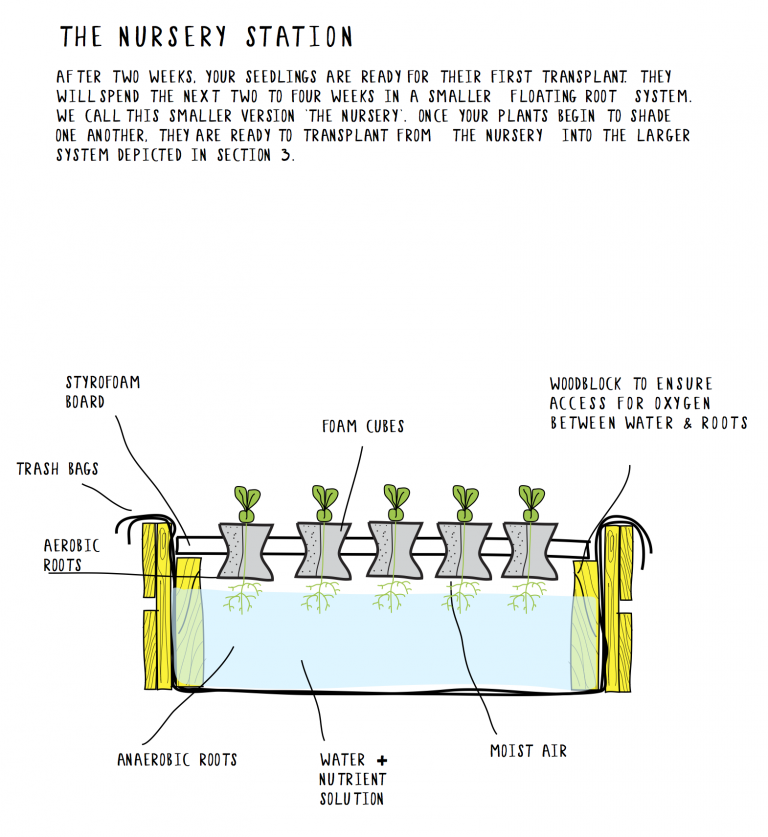 THE NURSERY STATION
AFTER TWO WEEKS, YOUR SEEDLINGS ARE READY FOR THEIR FIRST TRANSPLANT. THEY
WILL SPEND THE NEXT TWO TO FOUR WEEKS IN A SMALLER FLOATING ROOT SYSTEM.
WE CALL THIS SMALLER VERSION 'THE NURSERY'. ONCE YOUR PLANTS BEGIN TO SHADE
ONE ANOTHER, THEY ARE READY TO TRANSPLANT FROM THE NURSERY INTO THE LARGER
SYSTEM DEPICTED IN SECTION 3.
STYROFOAM
BOARD
WOODBLOCK TO ENSURE
ACCESS FOR OXYGEN
BETWEEN WATER & ROOTS
FOAM CUBES
TRASH BAGS
AEROBIC
ROOTS
ANAEROBIC ROOTS
WATER +
NUTRIENT
SOLUTION
MOIST AIR